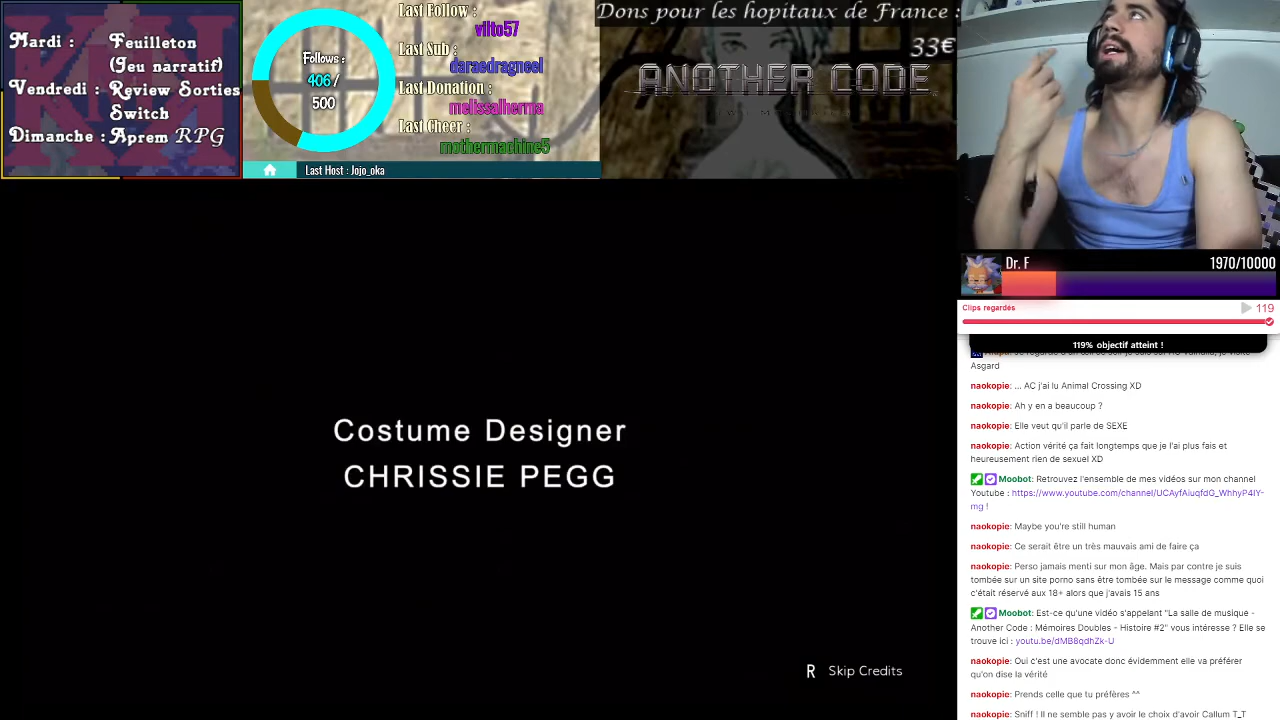 Mardi : Feuilleton
(Jeu narratif)
Vendredi : Review Sorties
Switch
Dimanche : Aprem RPG
Follows :
406 /
500
Last Follow :
vilto57
Last Sub :
daraedragneel
Last Donation :
melissalherma
Last Cheer :
mothermachine5
Last Host : Jojo_oka
Dons pour les hopitaux de France :
33€
ANOTHER CODE
Dr. F 1970/10000
Clips regardés 119
119% objectif atteint !
Asgard
naokopie: ... AC j'ai lu Animal Crossing XD
naokopie: Ah y en a beaucoup ?
naokopie: Elle veut qu'il parle de SEXE
naokopie: Action vérité ça fait longtemps que je l'ai plus fais et
heureusement rien de sexuel XD
Moobot: Retrouvez l'ensemble de mes vidéos sur mon channel
Youtube : https://www.youtube.com/channel/UCAyfAiuqfdG_WhhyP4IY-
mg !
naokopie: Maybe you're still human
naokopie: Ce serait être un très mauvais ami de faire ça
naokopie: Perso jamais menti sur mon âge. Mais par contre je suis
tombée sur un site porno sans être tombée sur le message comme quoi
c'était réservé aux 18+ alors que j'avais 15 ans
Moobot: Est-ce qu'une vidéo s'appelant "La salle de musique -
Another Code : Mémoires Doubles - Histoire #2" vous intéresse ? Elle se
trouve ici : youtu.be/dMB8qdhZk-U
naokopie: Oui c'est une avocate donc évidemment elle va préférer
qu'on dise la vérité
naokopie: Prends celle que tu préfères ^^
naokopie: Sniff ! Il ne semble pas y avoir le choix d'avoir Callum T_T
Costume Designer
CHRISSIE PEGG
R Skip Credits